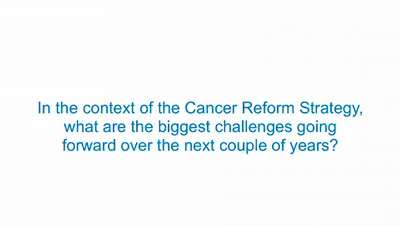 In the context of the Cancer Reform Strategy,
what are the biggest challenges going
forward over the next couple of years?